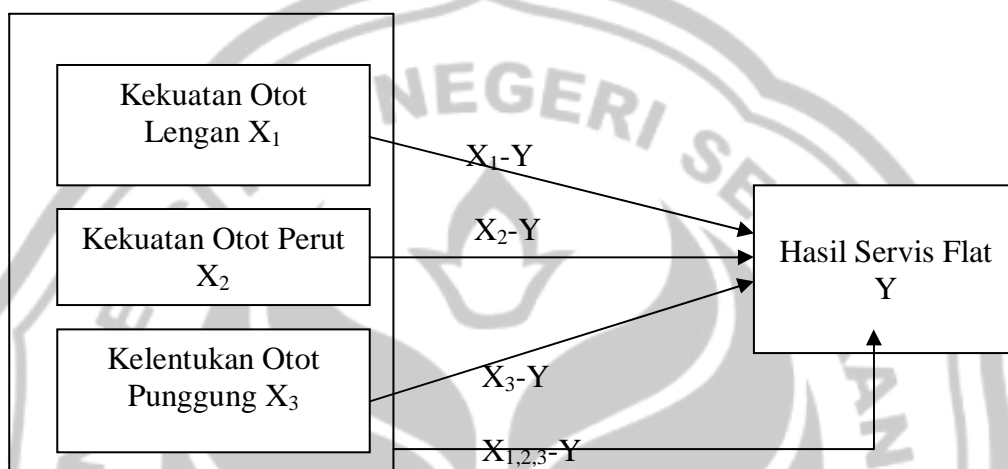 NEGERI SE
Kekuatan Otot
Lengan X₁
X₁-Y
Kekuatan Otot Perut
X₂
X₂-Y
Hasil Servis Flat
Y
Kelentukan Otot
Punggung X₃
X₃-Y
X₁,₂,₃-Y